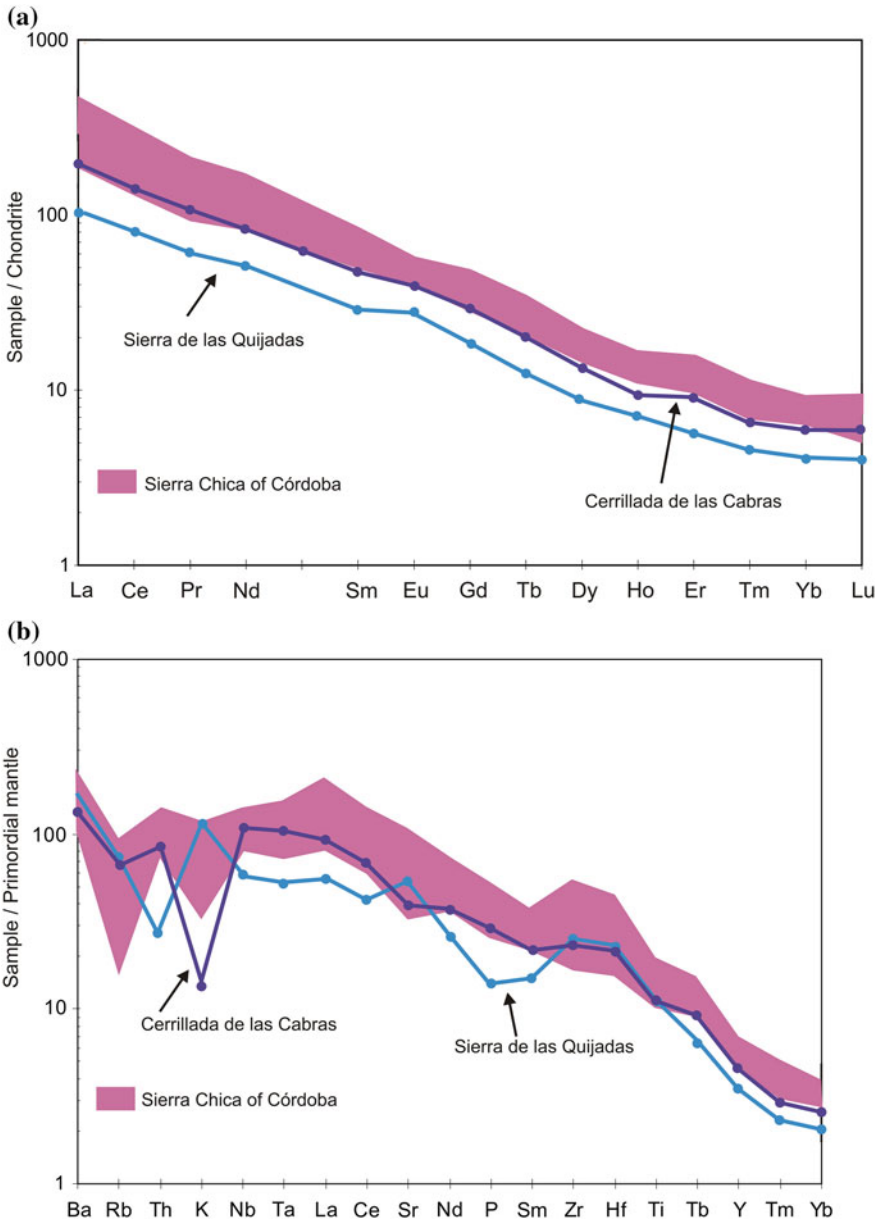 (a)
1000
100
10
1
Sample / Chondrite
Sierra de las Quijadas
Cerrillada de las Cabras
Sierra Chica of Córdoba
La Ce Pr Nd Sm Eu Gd Tb Dy Ho Er Tm Yb Lu
(b)
1000
100
10
1
Sample / Primordial mantle
Cerrillada de las Cabras
Sierra de las Quijadas
Sierra Chica of Córdoba
Ba Rb Th K Nb Ta La Ce Sr Nd P Sm Zr Hf Ti Tb Y Tm Yb